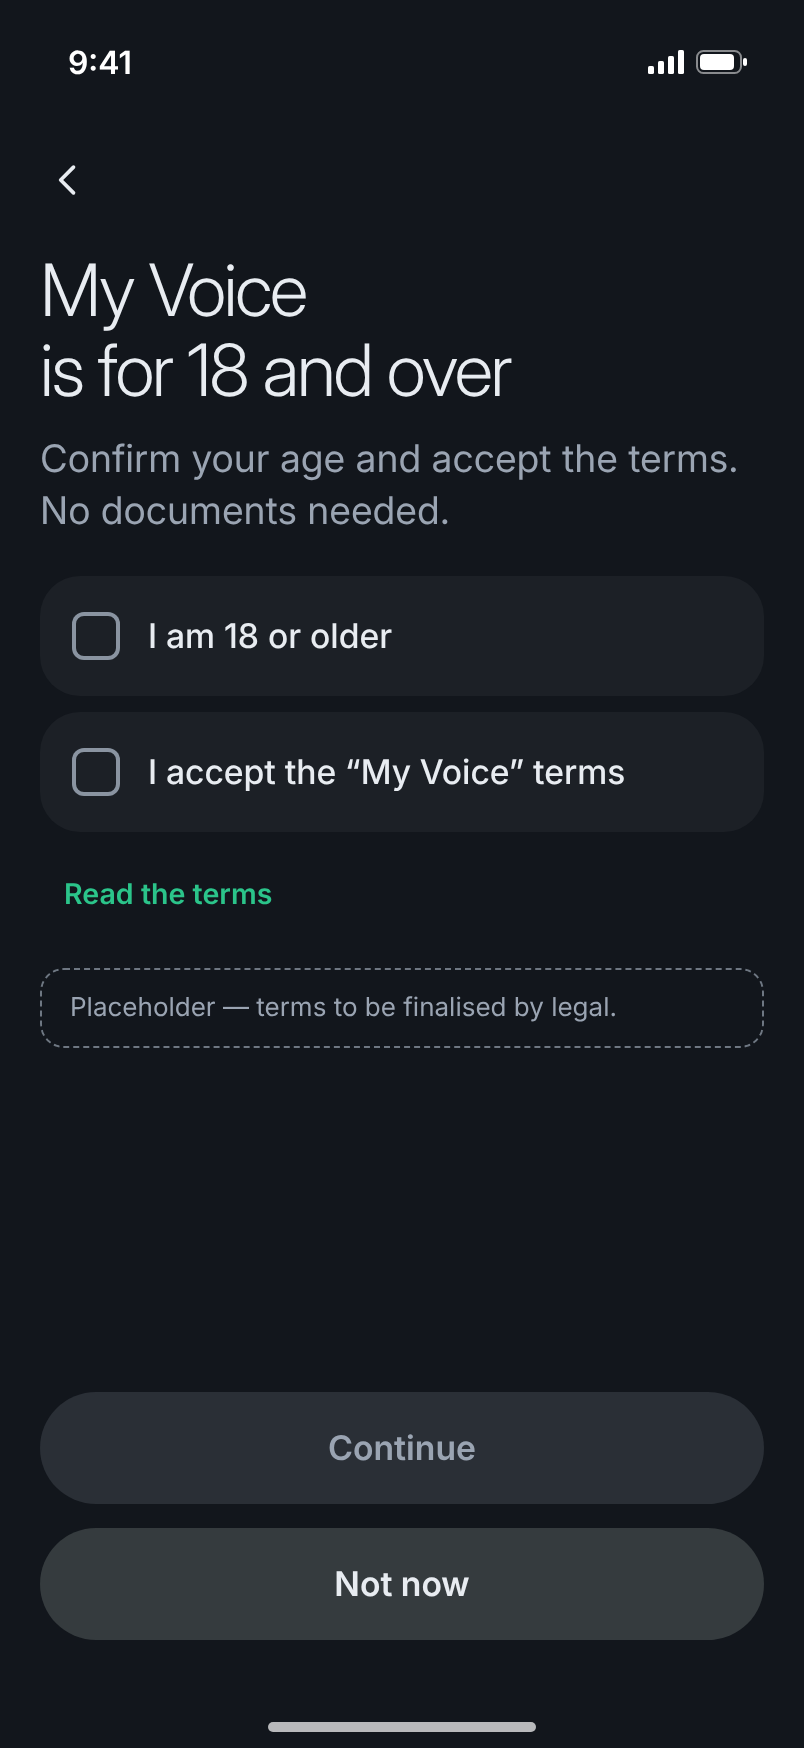 9:41
My Voice
is for 18 and over
Confirm your age and accept the terms.
No documents needed.
I am 18 or older
I accept the “My Voice” terms
Read the terms
Placeholder — terms to be finalised by legal.
Continue
Not now